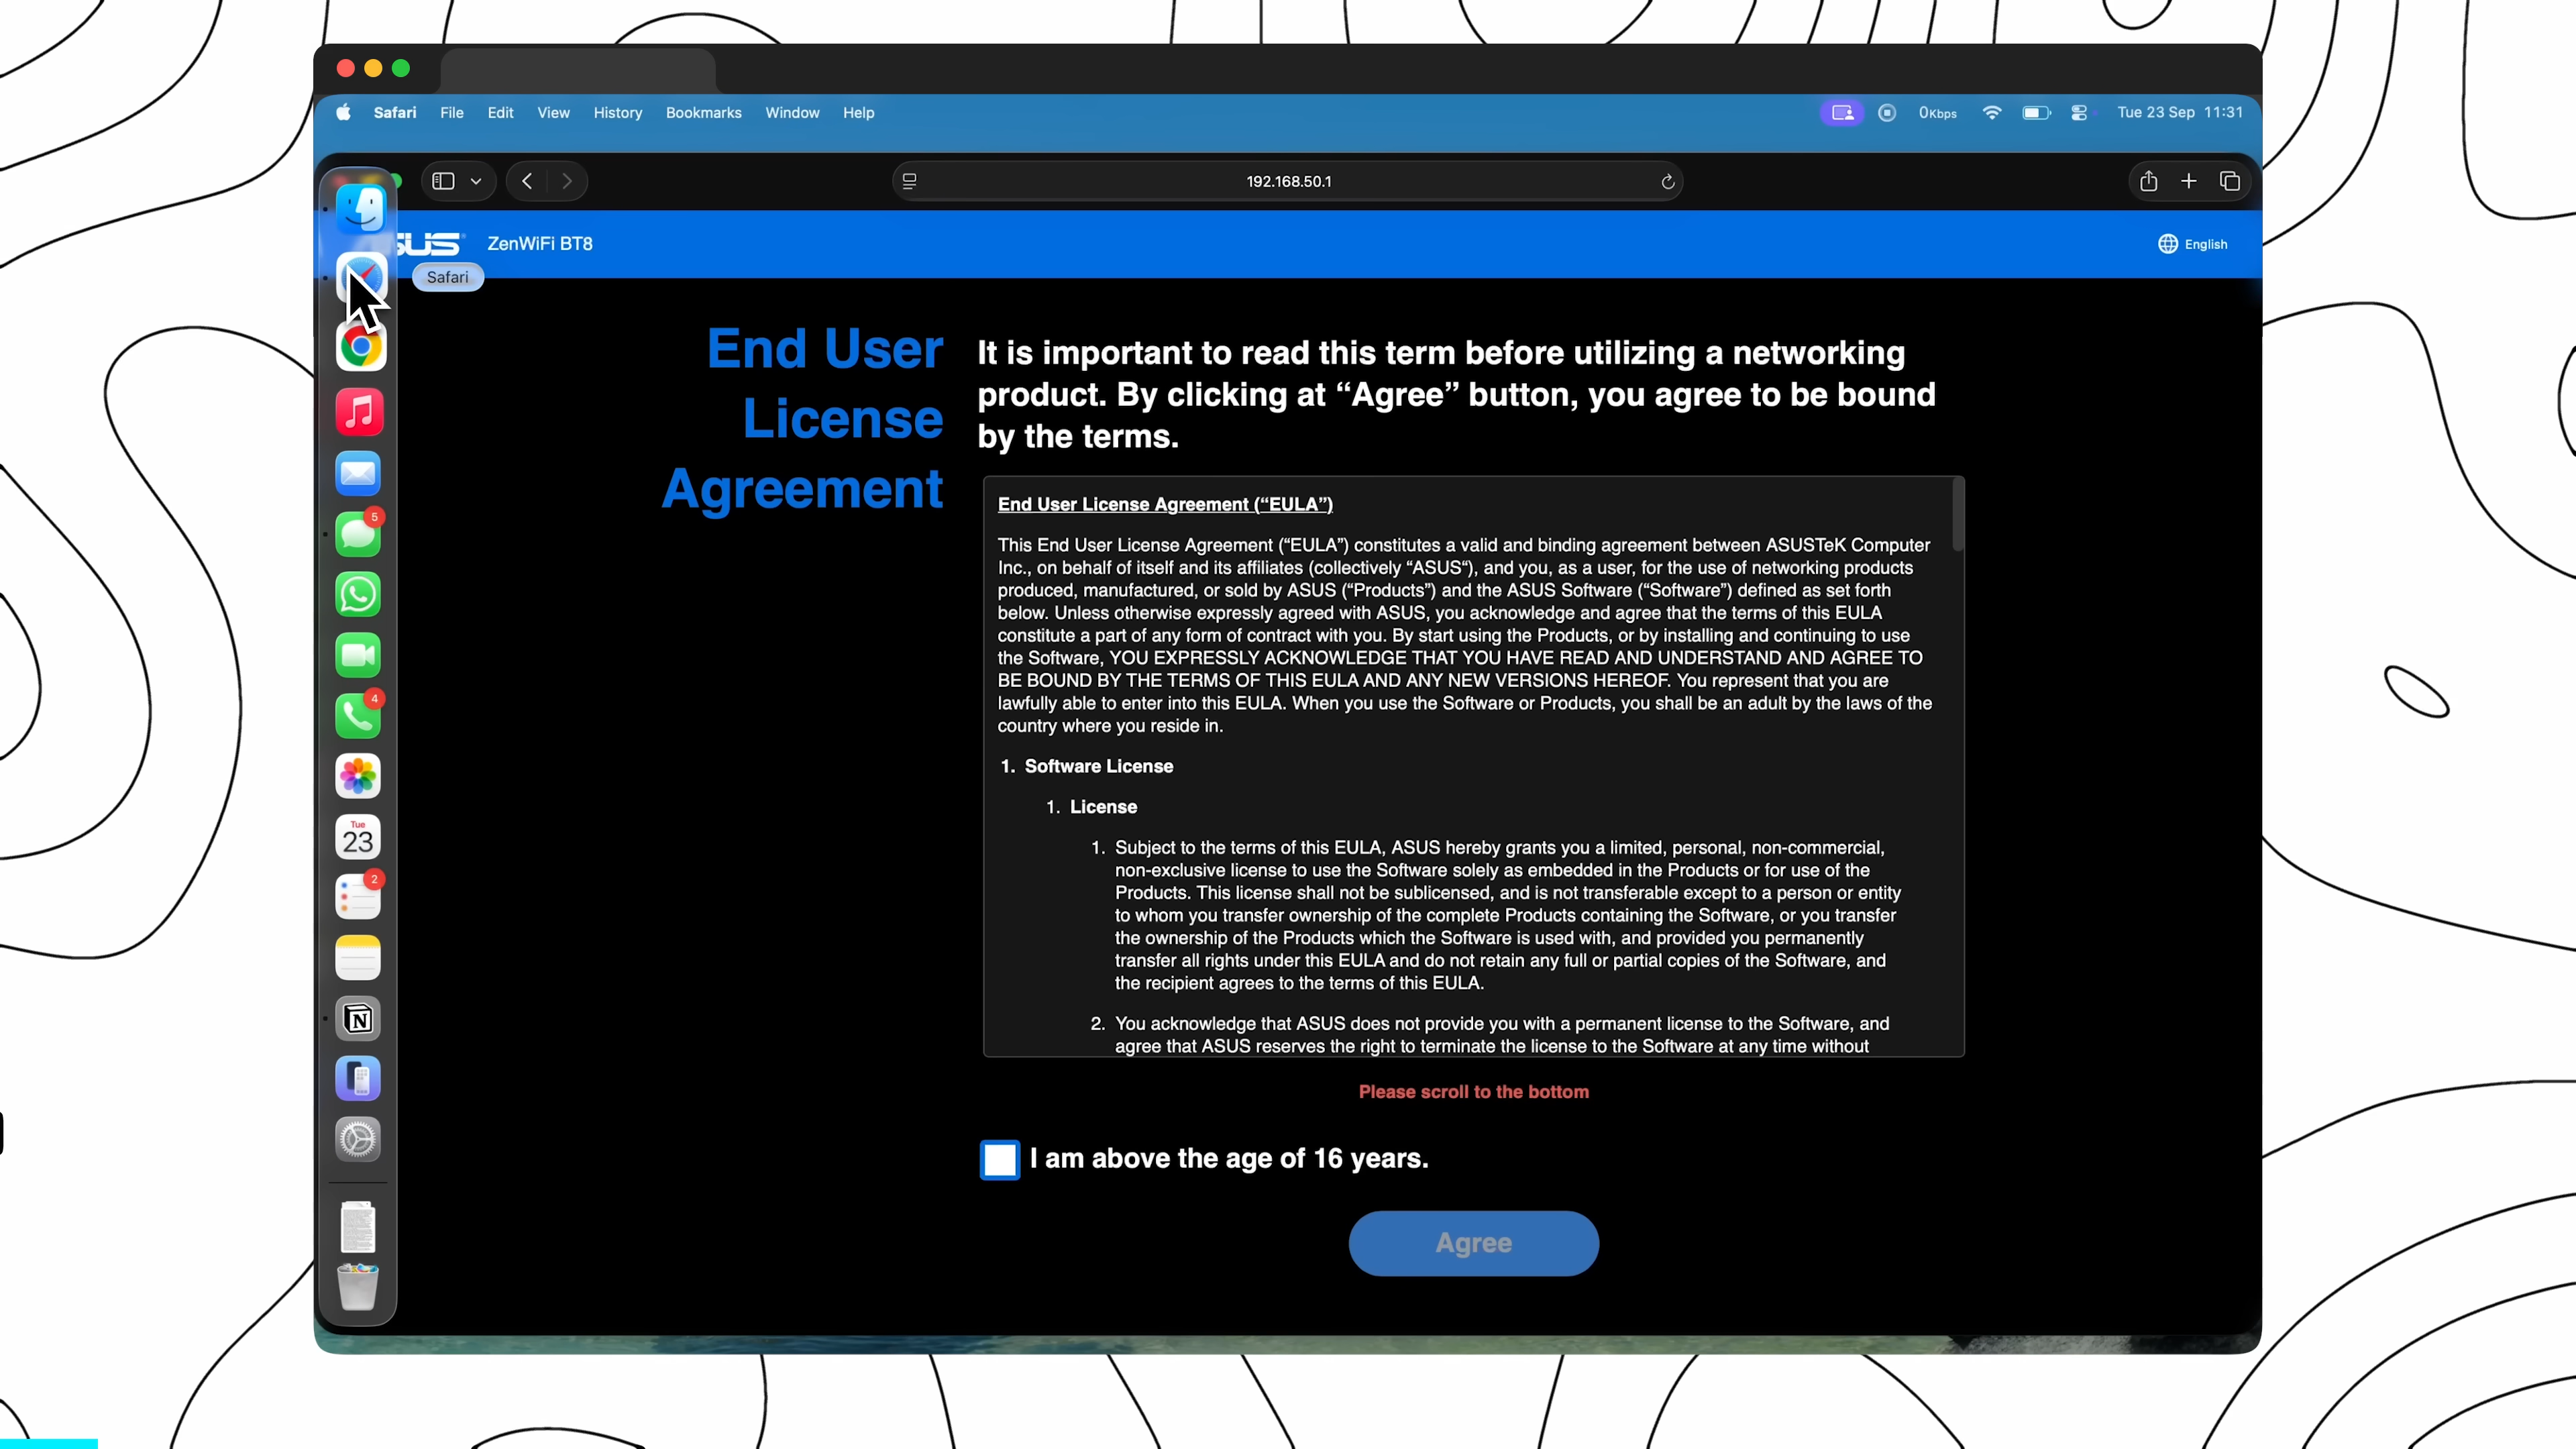 Safari File Edit View History Bookmarks Window Help 0Kbps Tue 23 Sep 11:31
192.168.50.1
SUS ZenWiFi BT8 English
Safari
End User
License
Agreement
It is important to read this term before utilizing a networking
product. By clicking at “Agree” button, you agree to be bound
by the terms.
End User License Agreement (“EULA”)
This End User License Agreement (“EULA”) constitutes a valid and binding agreement between ASUSTeK Computer
Inc., on behalf of itself and its affiliates (collectively “ASUS“), and you, as a user, for the use of networking products
produced, manufactured, or sold by ASUS (“Products”) and the ASUS Software (“Software”) defined as set forth
below. Unless otherwise expressly agreed with ASUS, you acknowledge and agree that the terms of this EULA
constitute a part of any form of contract with you. By start using the Products, or by installing and continuing to use
the Software, YOU EXPRESSLY ACKNOWLEDGE THAT YOU HAVE READ AND UNDERSTAND AND AGREE TO
BE BOUND BY THE TERMS OF THIS EULA AND ANY NEW VERSIONS HEREOF. You represent that you are
lawfully able to enter into this EULA. When you use the Software or Products, you shall be an adult by the laws of the
country where you reside in.
1. Software License
1. License
1. Subject to the terms of this EULA, ASUS hereby grants you a limited, personal, non-commercial,
non-exclusive license to use the Software solely as embedded in the Products or for use of the
Products. This license shall not be sublicensed, and is not transferable except to a person or entity
to whom you transfer ownership of the complete Products containing the Software, or you transfer
the ownership of the Products which the Software is used with, and provided you permanently
transfer all rights under this EULA and do not retain any full or partial copies of the Software, and
the recipient agrees to the terms of this EULA.
2. You acknowledge that ASUS does not provide you with a permanent license to the Software, and
agree that ASUS reserves the right to terminate the license to the Software at any time without
Please scroll to the bottom
I am above the age of 16 years.
Agree
5
4
Tue
23
2
N